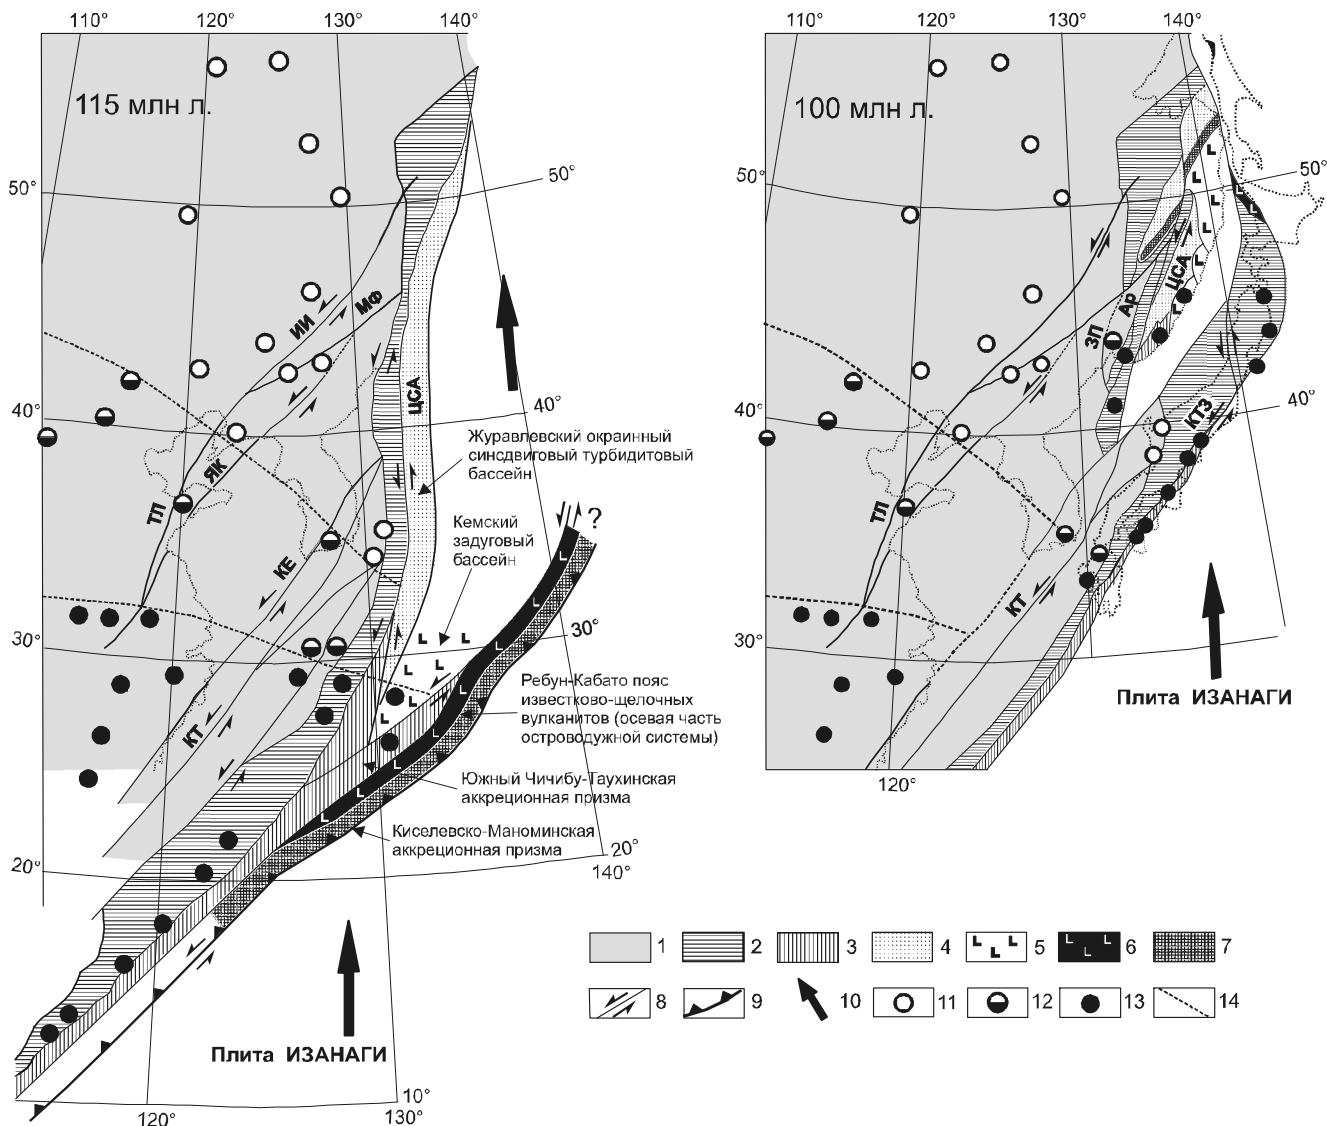 110°
120°
130°
140°
115 млн л.
50°
50°
ИИ
МФ
ЦСА
40°
40°
Журавлевский окраинный
синсдвиговый турбидитовый
бассейн
ЯК
ТЛ
?
Кемский
задуговый
бассейн
КЕ
30°
30°
Ребун-Кабато пояс
известково-щелочных
вулканитов (осевая часть
островодужной системы)
КТ
Южный Чичибу-Таухинская
аккреционная призма
Киселевско-Маноминская
аккреционная призма
20°
20°
140°
Плита ИЗАНАГИ
10°
120°
130°
110°
120°
130°
140°
100 млн л.
50°
50°
ЦСА
АР
ЗП
40°
40°
КТЗ
ТЛ
КТ
30°
Плита ИЗАНАГИ
120°
1
2
3
4
5
6
7
8
9
10
11
12
13
14